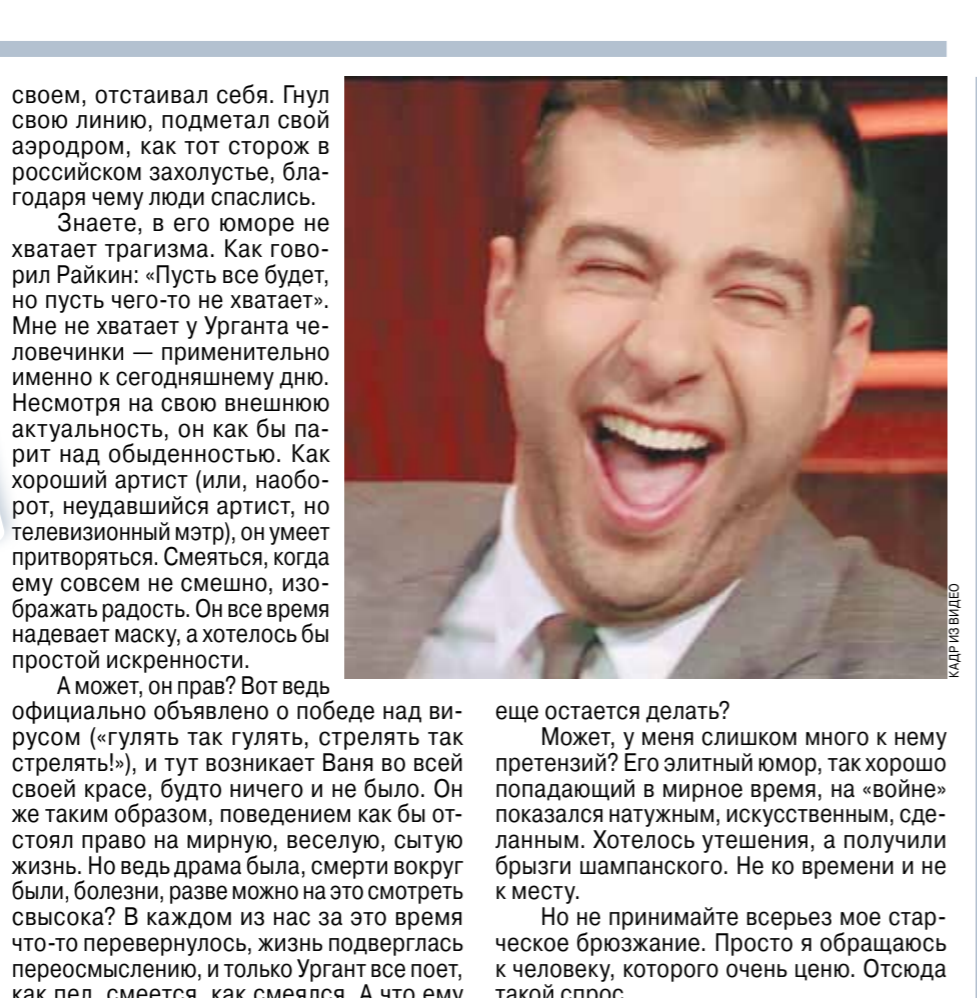 своем, отстаивал себя. Гнул
свою линию, подметал свой
аэродром, как тот сторож в
российском захолустье, бла-
годаря чему люди спаслись.
Знаете, в его юморе не
хватает трагизма. Как гово-
рил Райкин: «Пусть все будет,
но пусть чего-то не хватает».
Мне не хватает у Урганта че-
ловечинки — применительно
именно к сегодняшнему дню.
Несмотря на свою внешнюю
актуальность, он как бы па-
рит над обыденностью. Как
хороший артист (или, наобо-
рот, неудавшийся артист, но
телевизионный мэтр), он умеет
притворяться. Смеяться, когда
ему совсем не смешно, изо-
бражать радость. Он все время
надевает маску, а хотелось бы
простой искренности.
А может, он прав? Вот ведь
официально объявлено о победе над ви-
русом («гулять так гулять, стрелять так
стрелять!»), и тут возникает Ваня во всей
своей красе, будто ничего и не было. Он
же таким образом, поведением как бы от-
стоял право на мирную, веселую, сытую
жизнь. Но ведь драма была, смерти вокруг
были, болезни, разве можно на это смотреть
свысока? В каждом из нас за это время
что-то перевернулось, жизнь подверглась
переосмыслению, и только Ургант все поет,
как пел, смеется, как смеялся. А что ему
КАДР ИЗ ВИДЕО
еще остается делать?
Может, у меня слишком много к нему
претензий? Его элитный юмор, так хорошо
попадающий в мирное время, на «войне»
показался натужным, искусственным, сде-
ланным. Хотелось утешения, а получили
брызги шампанского. Не ко времени и не
к месту.
Но не принимайте всерьез мое стар-
ческое брюзжание. Просто я обращаюсь
к человеку, которого очень ценю. Отсюда
такой спрос.